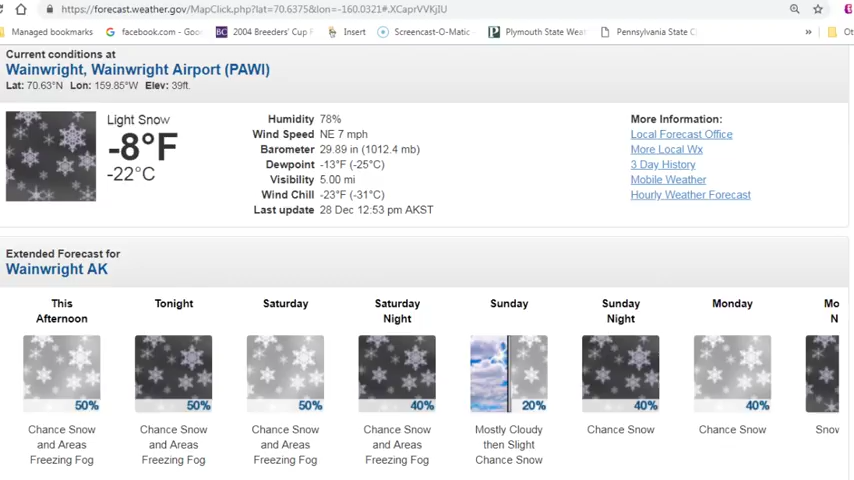 https://forecast.weather.gov/MapClick.php?lat=70.6375&lon=-160.0321#.XCaprVVKjIU
Managed bookmarks facebook.com - Goo 2004 Breeders' Cup F Insert Screencast-O-Matic - Plymouth State Weat Pennsylvania State C » Ot
Current conditions at
Wainwright, Wainwright Airport (PAWI)
Lat: 70.63°N Lon: 159.85°W Elev: 39ft.
Light Snow
-8°F
-22°C
Humidity 78%
Wind Speed NE 7 mph
Barometer 29.89 in (1012.4 mb)
Dewpoint -13°F (-25°C)
Visibility 5.00 mi
Wind Chill -23°F (-31°C)
Last update 28 Dec 12:53 pm AKST
More Information:
Local Forecast Office
More Local Wx
3 Day History
Mobile Weather
Hourly Weather Forecast
Extended Forecast for
Wainwright AK
This
Afternoon
50%
Chance Snow
and Areas
Freezing Fog
Tonight
50%
Chance Snow
and Areas
Freezing Fog
Saturday
50%
Chance Snow
and Areas
Freezing Fog
Saturday
Night
40%
Chance Snow
and Areas
Freezing Fog
Sunday
20%
Mostly Cloudy
then Slight
Chance Snow
Sunday
Night
40%
Chance Snow
Monday
40%
Chance Snow
Mo
N
Snov